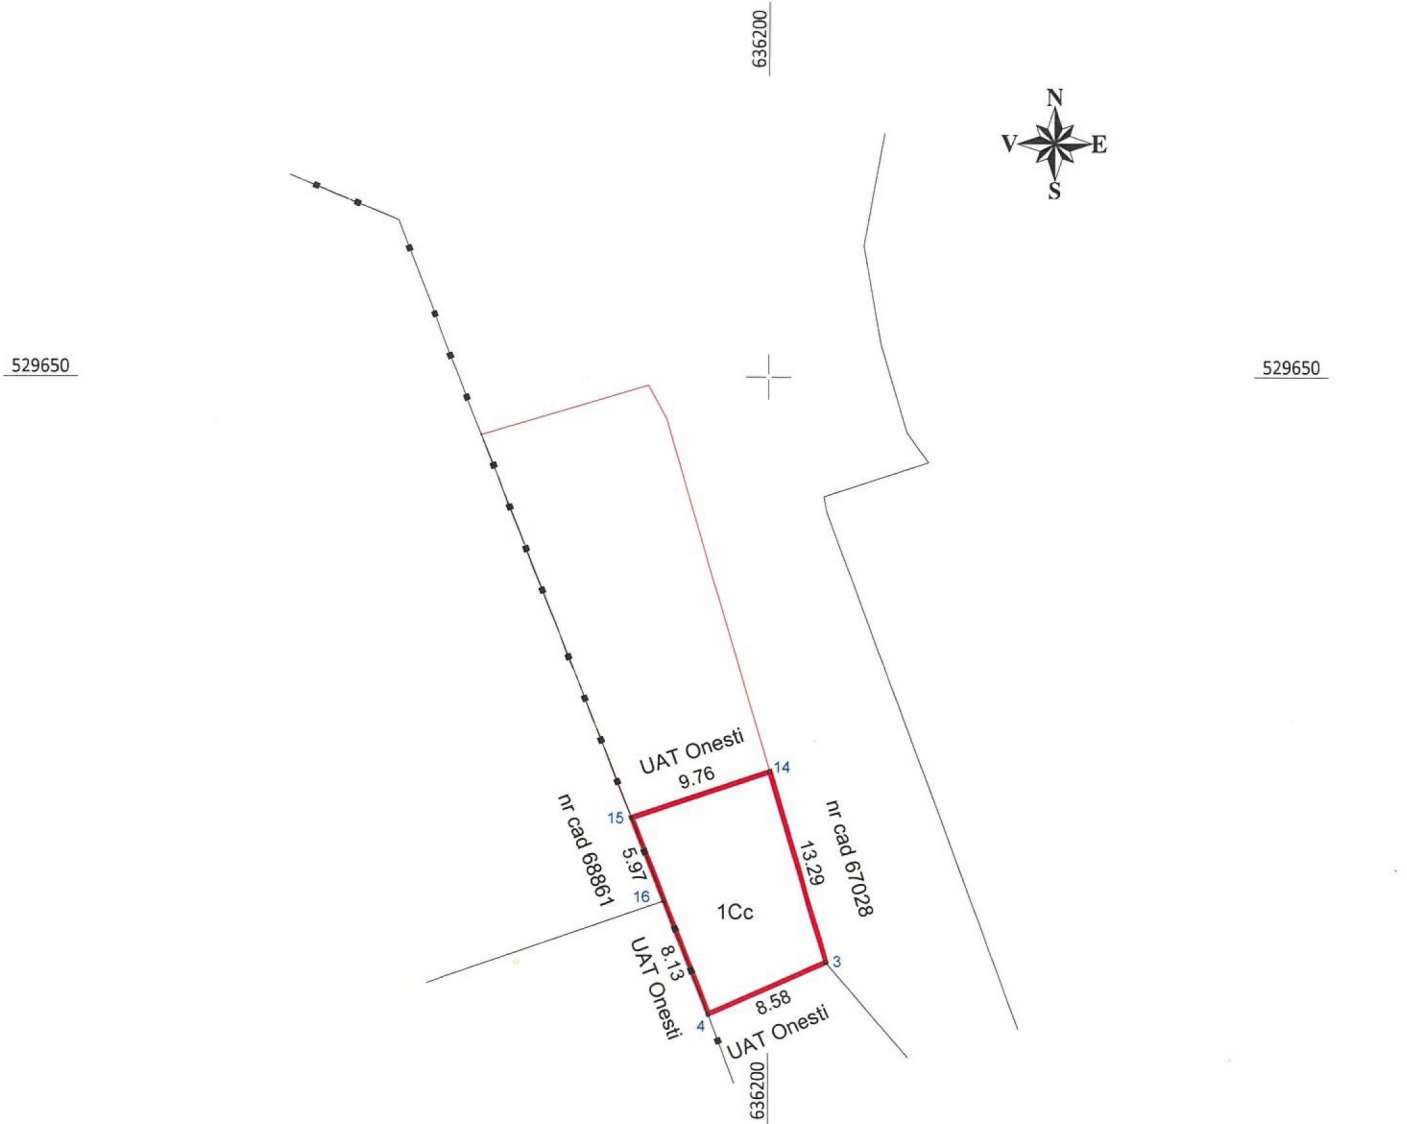 636200
N
V
E
S
529650
529650
UAT Onesti
9.76
14
15
nr cad 68861
5.97
13.29
nr cad 67028
16
1Cc
8.13
UAT Onesti
3
8.58
4
UAT Onesti
636200